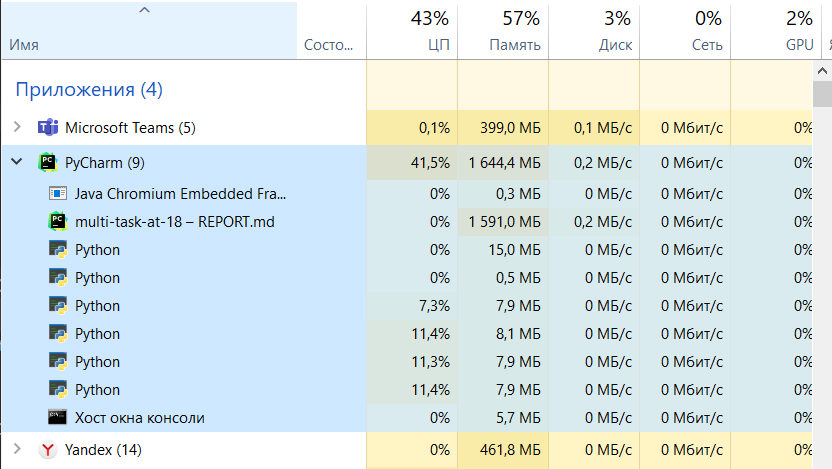 43% 57% 3% 0% 2%
Имя Состо... ЦП Память Диск Сеть GPU
Приложения (4)
Microsoft Teams (5) 0,1% 399,0 МБ 0,1 МБ/с 0 Мбит/с 0%
PyCharm (9) 41,5% 1 644,4 МБ 0,2 МБ/с 0 Мбит/с 0%
Java Chromium Embedded Fra... 0% 0,3 МБ 0 МБ/с 0 Мбит/с 0%
multi-task-at-18 – REPORT.md 0% 1 591,0 МБ 0,2 МБ/с 0 Мбит/с 0%
Python 0% 15,0 МБ 0 МБ/с 0 Мбит/с 0%
Python 0% 0,5 МБ 0 МБ/с 0 Мбит/с 0%
Python 7,3% 7,9 МБ 0 МБ/с 0 Мбит/с 0%
Python 11,4% 8,1 МБ 0 МБ/с 0 Мбит/с 0%
Python 11,3% 7,9 МБ 0 МБ/с 0 Мбит/с 0%
Python 11,4% 7,9 МБ 0 МБ/с 0 Мбит/с 0%
Хост окна консоли 0% 5,7 МБ 0 МБ/с 0 Мбит/с 0%
Yandex (14) 0% 461,8 МБ 0 МБ/с 0 Мбит/с 0%